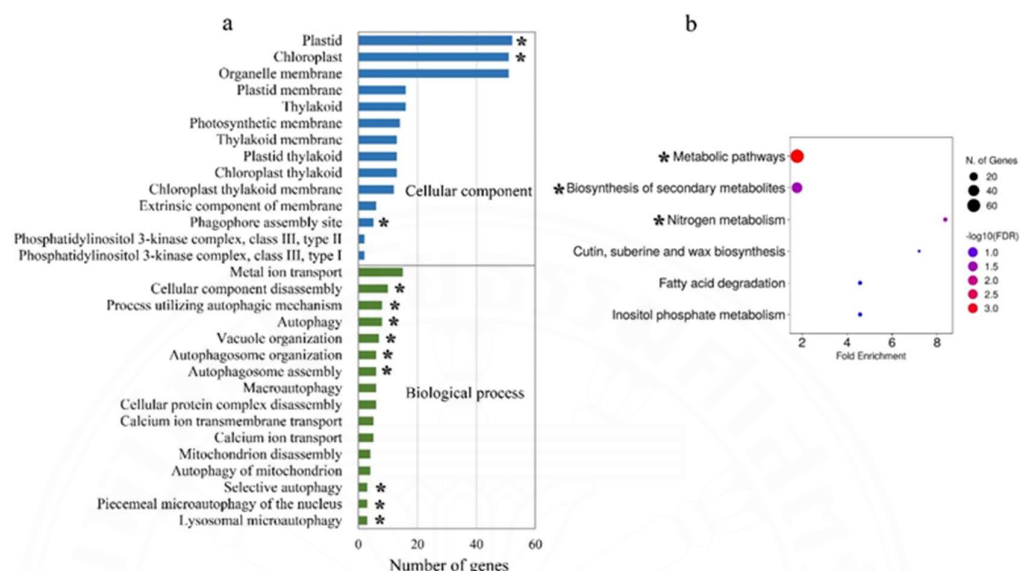 a
Plastid *
Chloroplast *
Organelle membrane
Plastid membrane
Thylakoid
Photosynthetic membrane
Thylakoid membrane
Plastid thylakoid
Chloroplast thylakoid
Chloroplast thylakoid membrane
Cellular component
Extrinsic component of membrane
Phagophore assembly site *
Phosphatidylinositol 3-kinase complex, class III, type II
Phosphatidylinositol 3-kinase complex, class III, type I
Metal ion transport
Cellular component disassembly *
Process utilizing autophagic mechanism *
Autophagy *
Vacuole organization *
Autophagosome organization *
Autophagosome assembly *
Macroautophagy
Biological process
Cellular protein complex disassembly
Calcium ion transmembrane transport
Calcium ion transport
Mitochondrion disassembly
Autophagy of mitochondrion
Selective autophagy *
Piecemeal microautophagy of the nucleus *
Lysosomal microautophagy *
0 20 40 60
Number of genes
b
* Metabolic pathways
* Biosynthesis of secondary metabolites
* Nitrogen metabolism
Cutin, suberine and wax biosynthesis
Fatty acid degradation
Inositol phosphate metabolism
2 4 6 8
Fold Enrichment
N. of Genes
20
40
60
-log10(FDR)
1.0
1.5
2.0
2.5
3.0